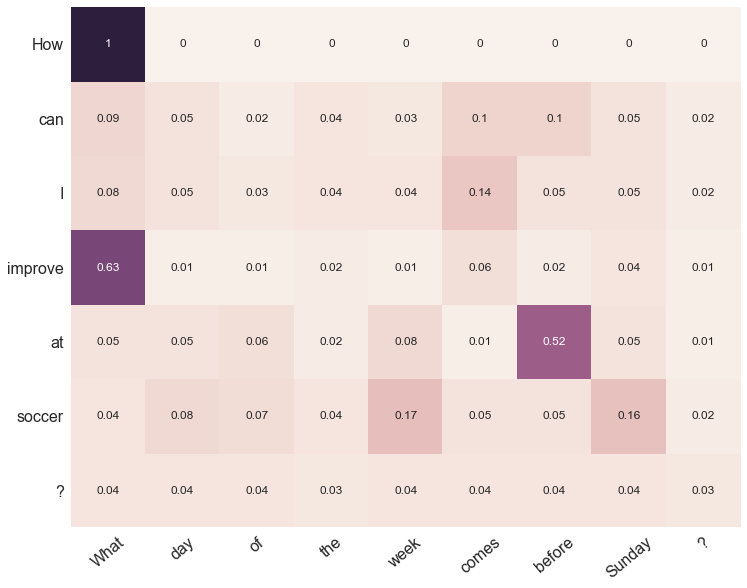 How 1 0 0 0 0 0 0 0 0
can 0.09 0.05 0.02 0.04 0.03 0.1 0.1 0.05 0.02
I 0.08 0.05 0.03 0.04 0.04 0.14 0.05 0.05 0.02
improve 0.63 0.01 0.01 0.02 0.01 0.06 0.02 0.04 0.01
at 0.05 0.05 0.06 0.02 0.08 0.01 0.52 0.05 0.01
soccer 0.04 0.08 0.07 0.04 0.17 0.05 0.05 0.16 0.02
? 0.04 0.04 0.04 0.03 0.04 0.04 0.04 0.04 0.03
What day of the week comes before Sunday ?